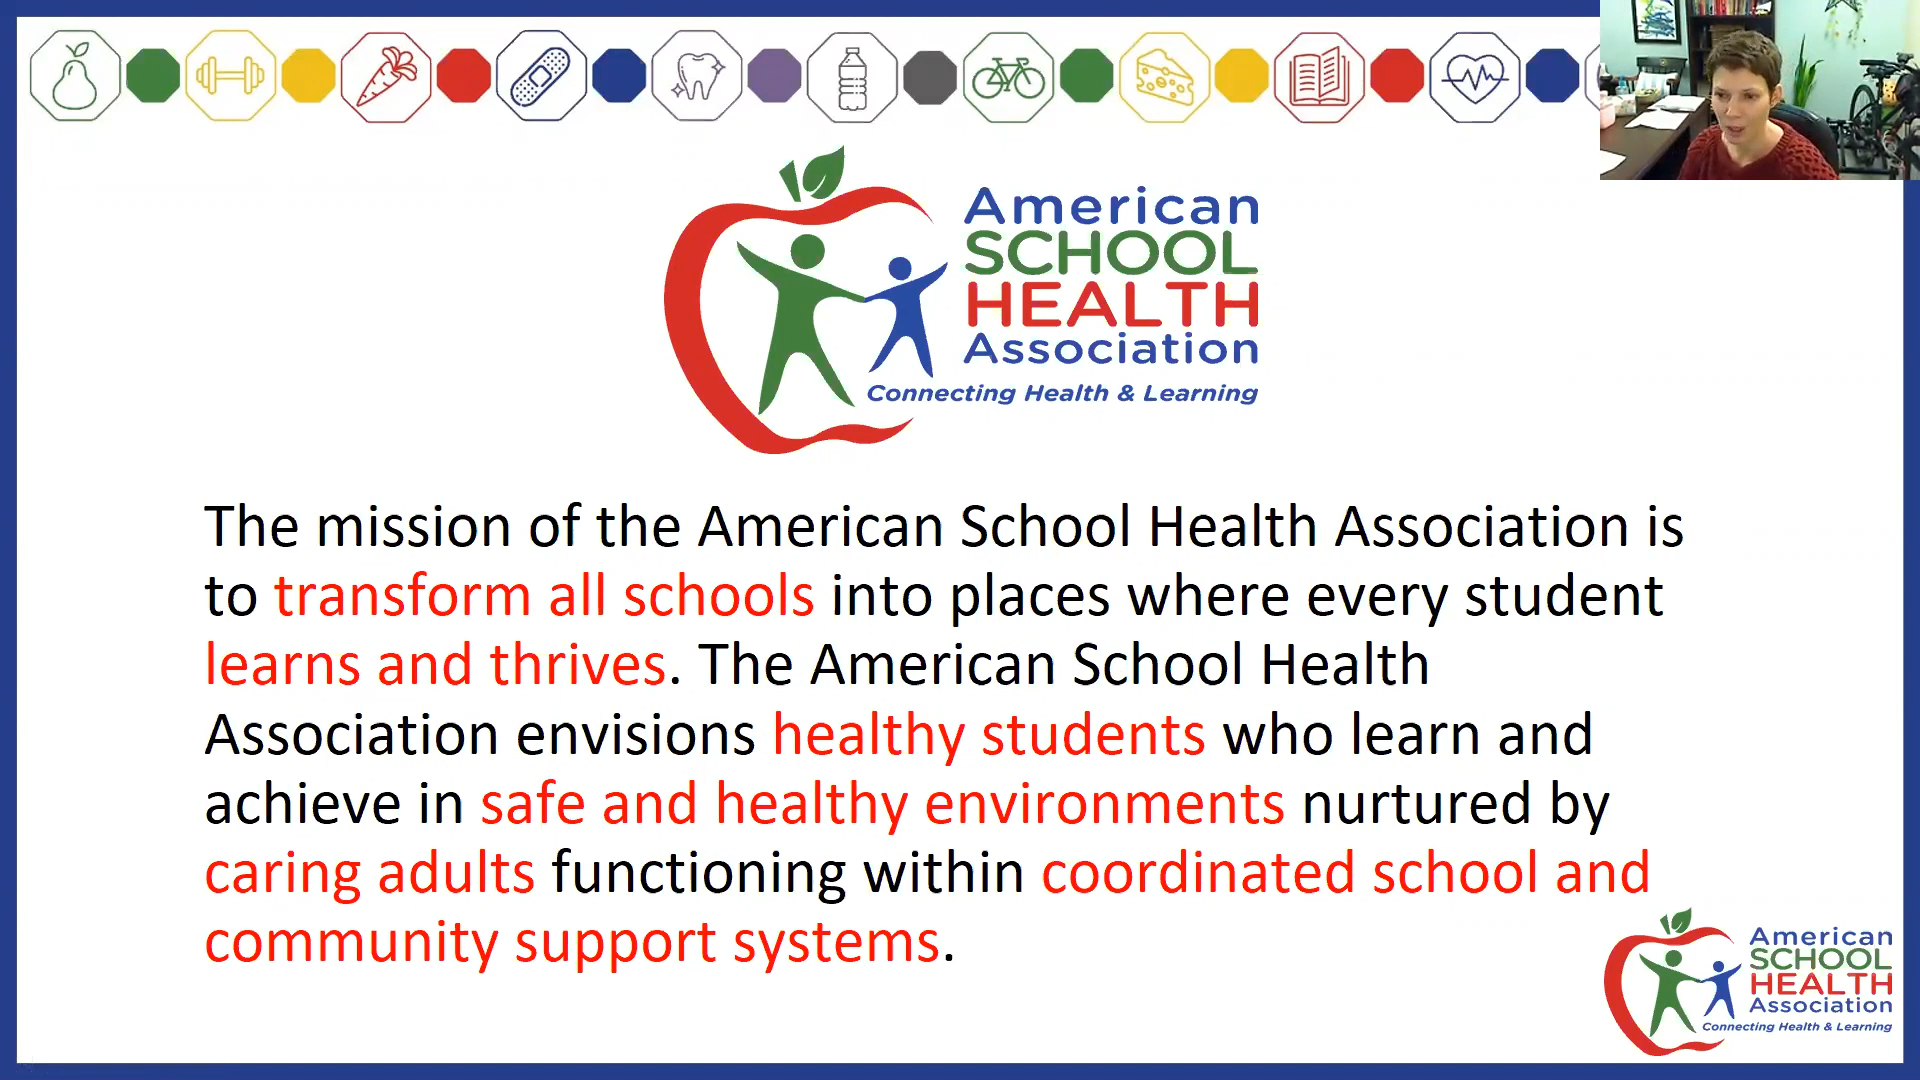 American
SCHOOL
HEALTH
Association
Connecting Health & Learning
The mission of the American School Health Association is
to transform all schools into places where every student
learns and thrives. The American School Health
Association envisions healthy students who learn and
achieve in safe and healthy environments nurtured by
caring adults functioning within coordinated school and
community support systems.
American
SCHOOL
HEALTH
Association
Connecting Health & Learning